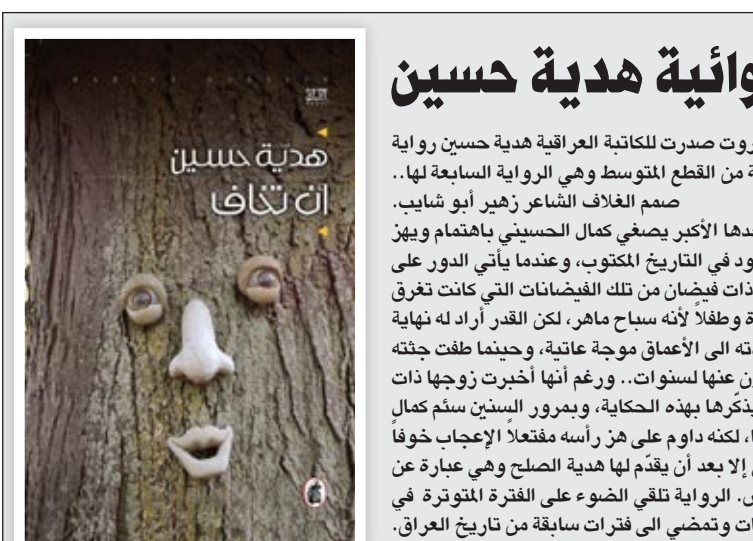 وائية هدية حسين
روت صدرت للكاتبة العراقية هدية حسين رواية
ة من القطع المتوسط وهي الرواية السابعة لها..
صمم الغلاف الشاعر زهير أبو شايب.
دها الأكبر يصغي كمال الحسيني باهتمام ويهز
ود في التاريخ المكتوب، وعندما يأتي الدور على
ذات فيضان من تلك الفيضانات التي كانت تغرق
ة وطفلاً لأنه سباح ماهر، لكن القدر أراد له نهاية
ته الى الأعماق موجة عاتية، وحينما طفت جثته
ن عنها لسنوات.. ورغم أنها أخبرت زوجها ذات
يذكّرها بهذه الحكاية، وبمرور السنين سئم كمال
ا، لكنه داوم على هز رأسه مفتعلاً الإعجاب خوفاً
إلا بعد أن يقدّم لها هدية الصلح وهي عبارة عن
س. الرواية تلقي الضوء على الفترة المتوترة في
ات وتمضي الى فترات سابقة من تاريخ العراق.
هديّة حسين
أن تخاف